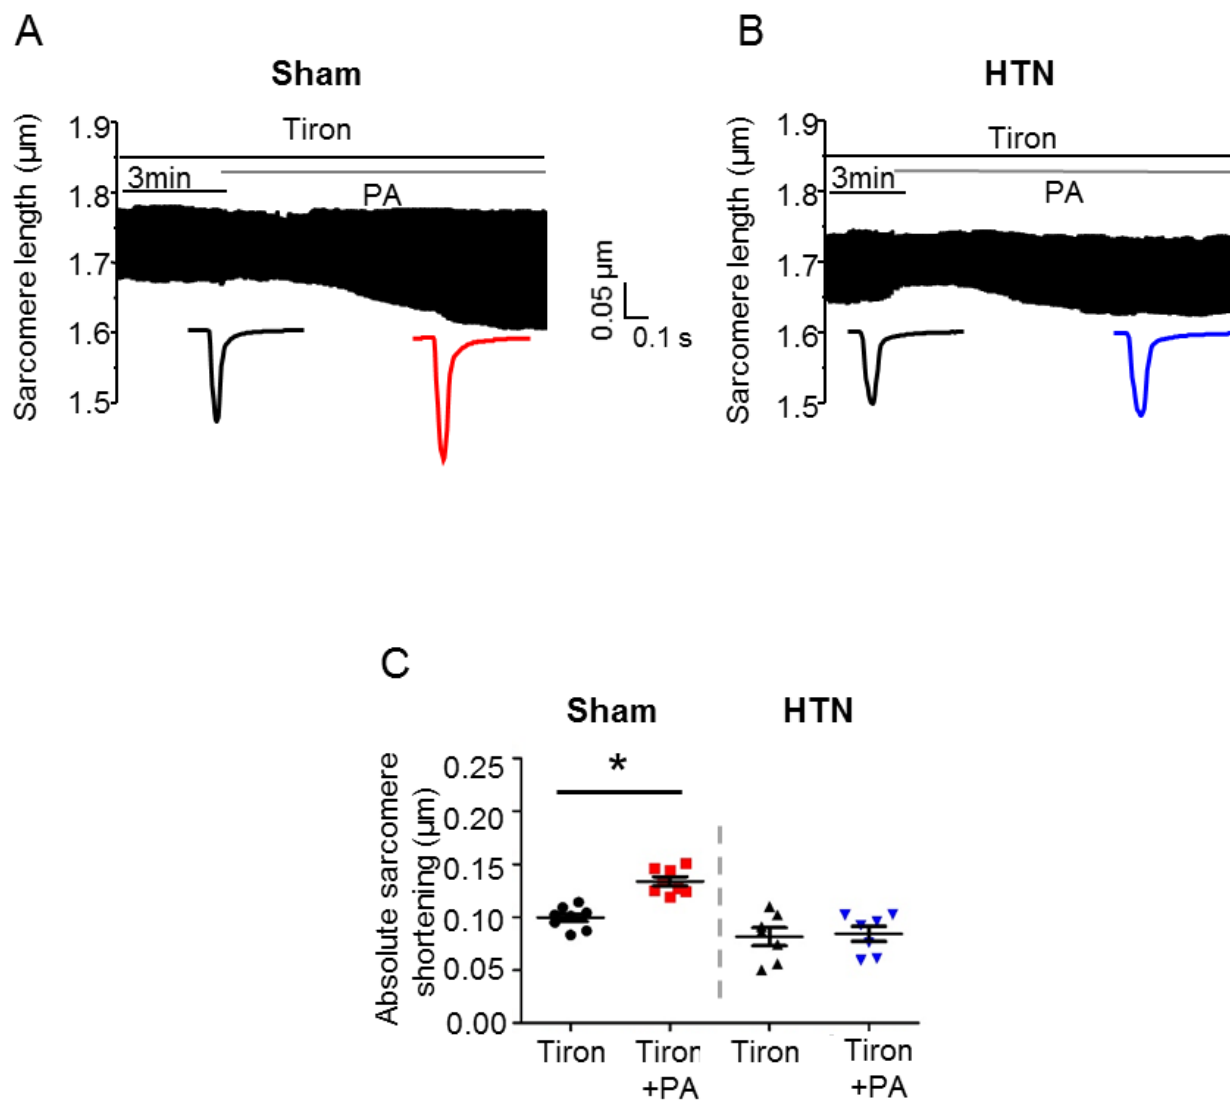 A
Sham
Sarcomere length (µm)
1.9
1.8
1.7
1.6
1.5
Tiron
3min
PA
0.05 µm
0.1 s
B
HTN
Sarcomere length (µm)
1.9
1.8
1.7
1.6
1.5
Tiron
3min
PA
C
Sham
HTN
Absolute sarcomere
shortening (µm)
0.25
0.20
0.15
0.10
0.05
0.00
*
Tiron
Tiron
+PA
Tiron
Tiron
+PA